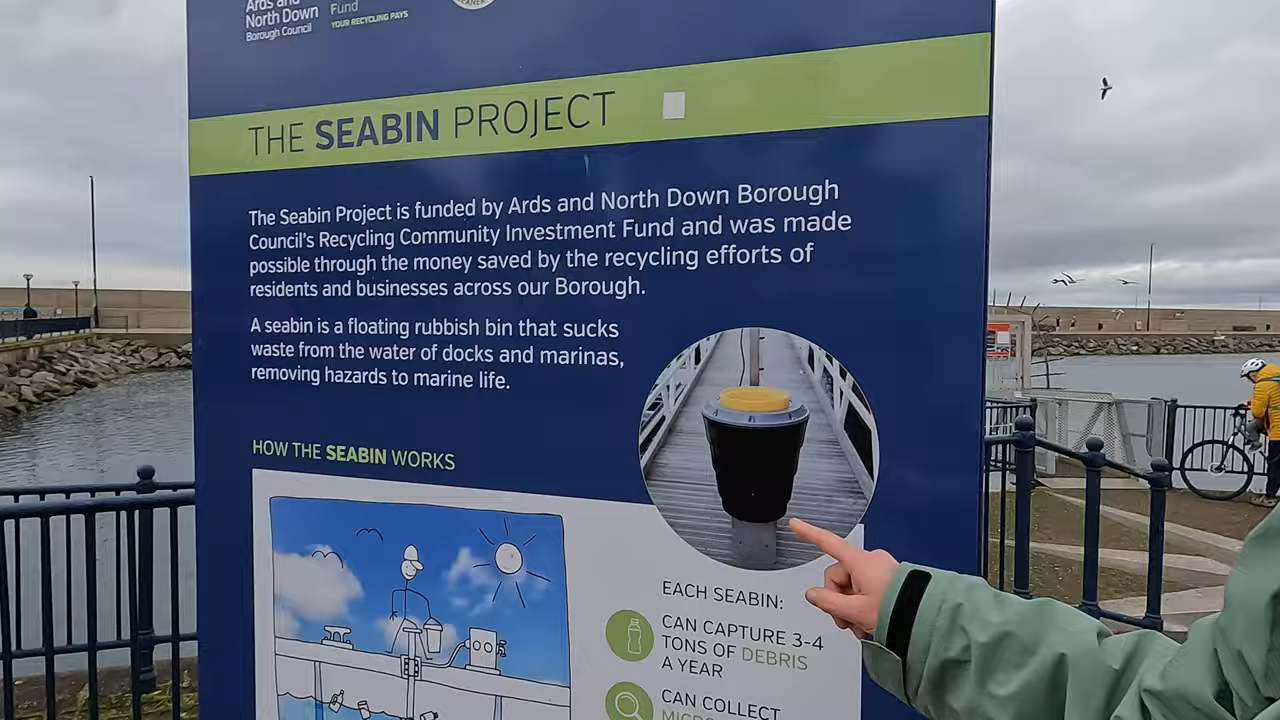 Ards and
North Down
Borough Council
Fund
YOUR RECYCLING PAYS
THE SEABIN PROJECT
The Seabin Project is funded by Ards and North Down Borough
Council's Recycling Community Investment Fund and was made
possible through the money saved by the recycling efforts of
residents and businesses across our Borough.
A seabin is a floating rubbish bin that sucks
waste from the water of docks and marinas,
removing hazards to marine life.
HOW THE SEABIN WORKS
EACH SEABIN:
CAN CAPTURE 3-4
TONS OF DEBRIS
A YEAR
CAN COLLECT